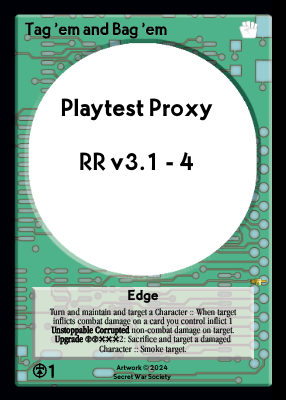 Tag 'em and Bag 'em
Playtest Proxy
RR v3.1 - 4
Edge
Turn and maintain and target a Character :: When target
inflicts combat damage on a card you control inflict 1
Unstoppable Corrupted non-combat damage on target.
Upgrade 2: Sacrifice and target a damaged
Character :: Smoke target.
1
Artwork © 2024
Secret War Society